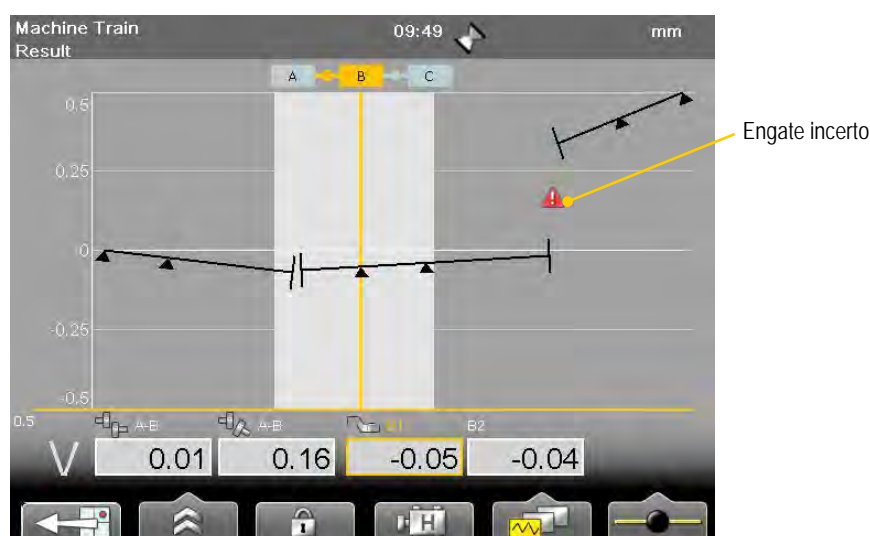 Machine Train
Result
09:49
mm
A B C
0.5
0.25
Engate incerto
0
-0.25
-0.5
0.5 A-B A-B B1 B2
V 0.01 0.16 -0.05 -0.04
H